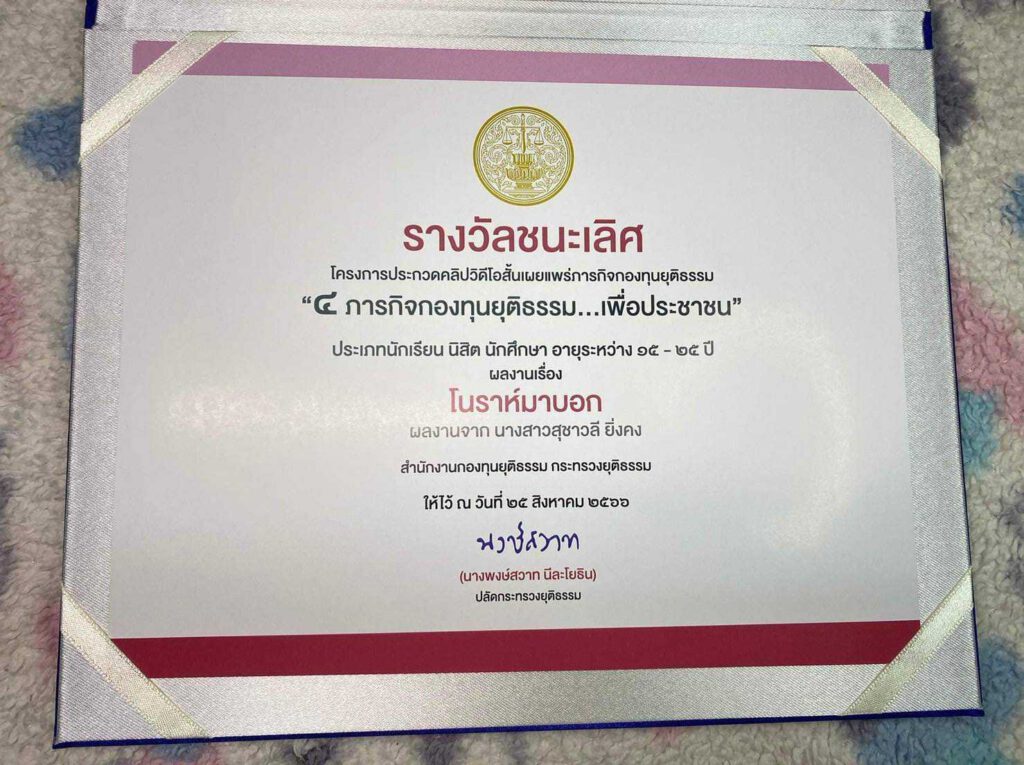 รางวัลชนะเลิศ
โครงการประกวดคลิปวิดีโอสั้นเผยแพร่ภารกิจกองทุนยุติธรรม
“๔ ภารกิจกองทุนยุติธรรม...เพื่อประชาชน”
ประเภทนักเรียน นิสิต นักศึกษา อายุระหว่าง ๑๕ - ๒๕ ปี
ผลงานเรื่อง
โนราห์มาบอก
ผลงานจาก นางสาวสุชาวลี ยิ่งคง
สำนักงานกองทุนยุติธรรม กระทรวงยุติธรรม
ให้ไว้ ณ วันที่ ๒๕ สิงหาคม ๒๕๖๖
พงษ์สวาท
(นางพงษ์สวาท นีละโยธิน)
ปลัดกระทรวงยุติธรรม